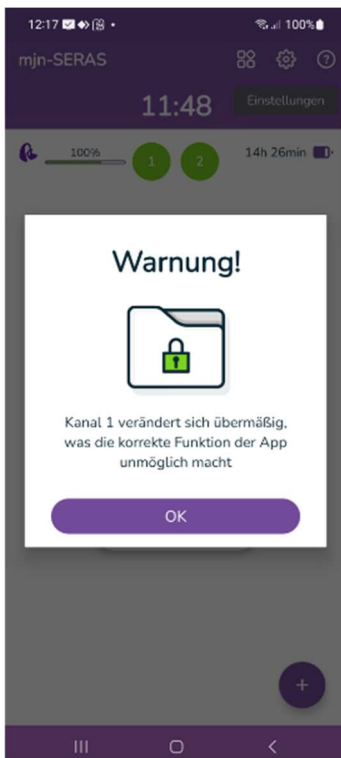 12:17 100%
mjn-SERAS
11:48 Einstellungen
100% 1 2 14h 26min
Warnung!
Kanal 1 verändert sich übermäßig,
was die korrekte Funktion der App
unmöglich macht
OK